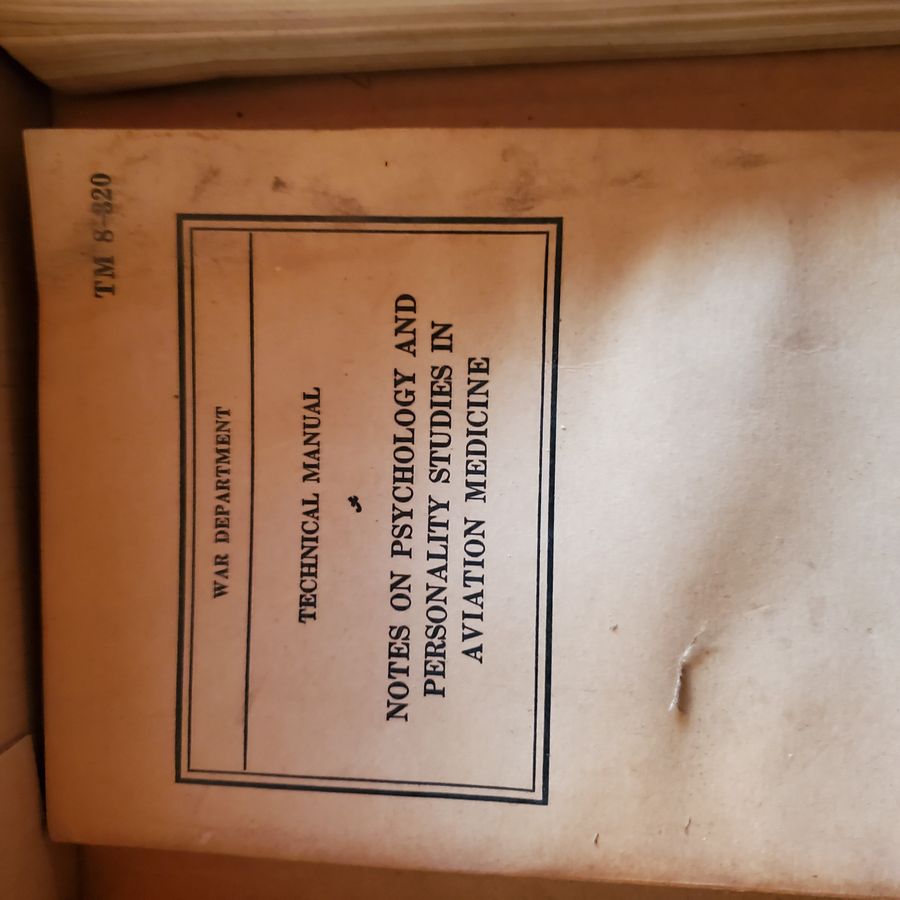 TM 8-320
WAR DEPARTMENT
TECHNICAL MANUAL
NOTES ON PSYCHOLOGY AND
PERSONALITY STUDIES IN
AVIATION MEDICINE